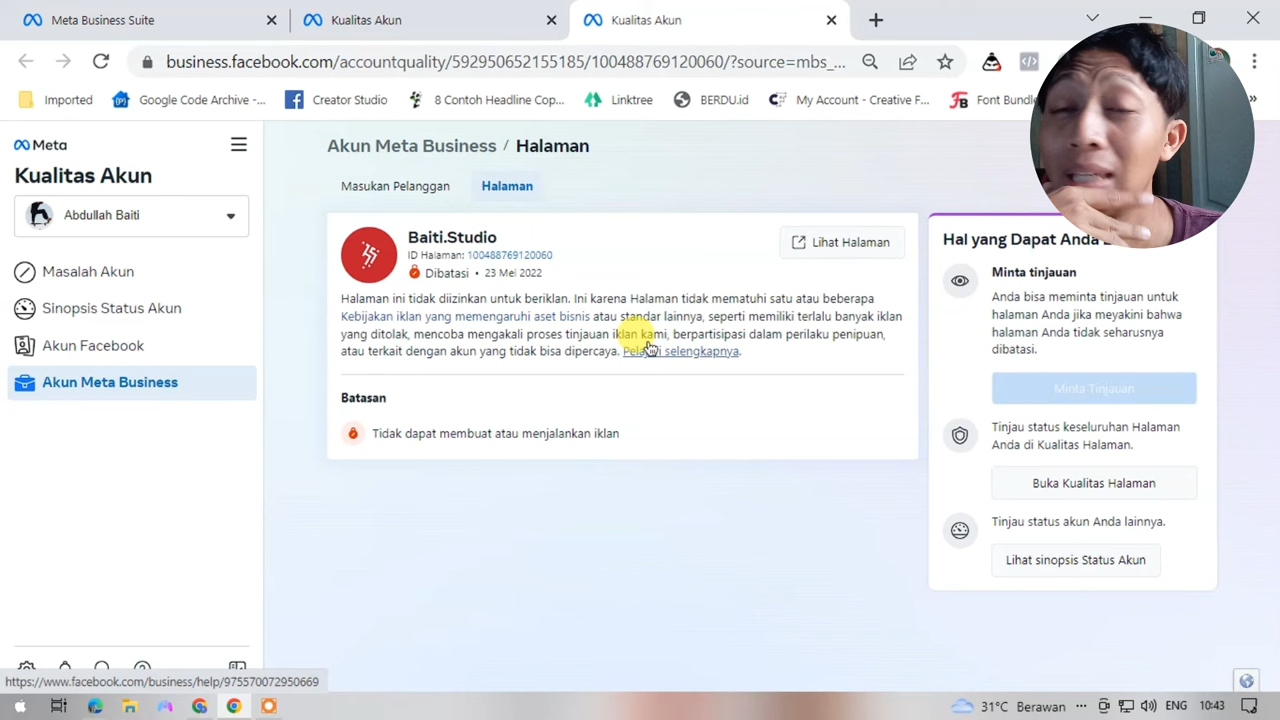 Meta Business Suite
Kualitas Akun
Kualitas Akun
business.facebook.com/accountquality/592950652155185/100488769120060/?source=mbs_...
Imported
Google Code Archive -...
Creator Studio
8 Contoh Headline Cop...
Linktree
BERDU.id
My Account - Creative F...
Font Bundle
Meta
Kualitas Akun
Abdullah Baiti
Masalah Akun
Sinopsis Status Akun
Akun Facebook
Akun Meta Business
Akun Meta Business / Halaman
Masukan Pelanggan
Halaman
Baiti.Studio
ID Halaman: 100488769120060
Dibatasi • 23 Mei 2022
Lihat Halaman
Halaman ini tidak diizinkan untuk beriklan. Ini karena Halaman tidak mematuhi satu atau beberapa
Kebijakan iklan yang memengaruhi aset bisnis atau standar lainnya, seperti memiliki terlalu banyak iklan
yang ditolak, mencoba mengakali proses tinjauan iklan kami, berpartisipasi dalam perilaku penipuan,
atau terkait dengan akun yang tidak bisa dipercaya. Pelajari selengkapnya.
Batasan
Tidak dapat membuat atau menjalankan iklan
Hal yang Dapat Anda
Minta tinjauan
Anda bisa meminta tinjauan untuk
halaman Anda jika meyakini bahwa
halaman Anda tidak seharusnya
dibatasi.
Minta Tinjauan
Tinjau status keseluruhan Halaman
Anda di Kualitas Halaman.
Buka Kualitas Halaman
Tinjau status akun Anda lainnya.
Lihat sinopsis Status Akun
https://www.facebook.com/business/help/975570072950669
31°C Berawan
ENG
10:43